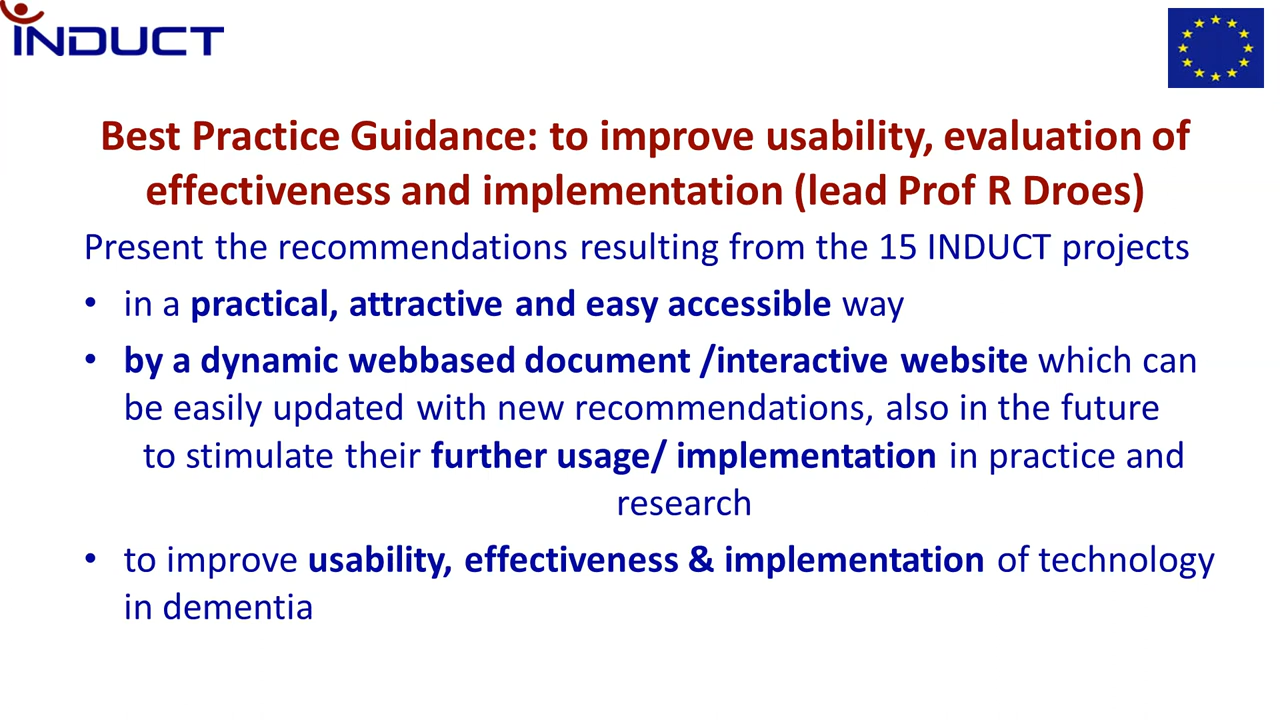 INDUCT
Best Practice Guidance: to improve usability, evaluation of
effectiveness and implementation (lead Prof R Droes)
Present the recommendations resulting from the 15 INDUCT projects
• in a practical, attractive and easy accessible way
• by a dynamic webbased document /interactive website which can
be easily updated with new recommendations, also in the future
to stimulate their further usage/ implementation in practice and
research
• to improve usability, effectiveness & implementation of technology
in dementia